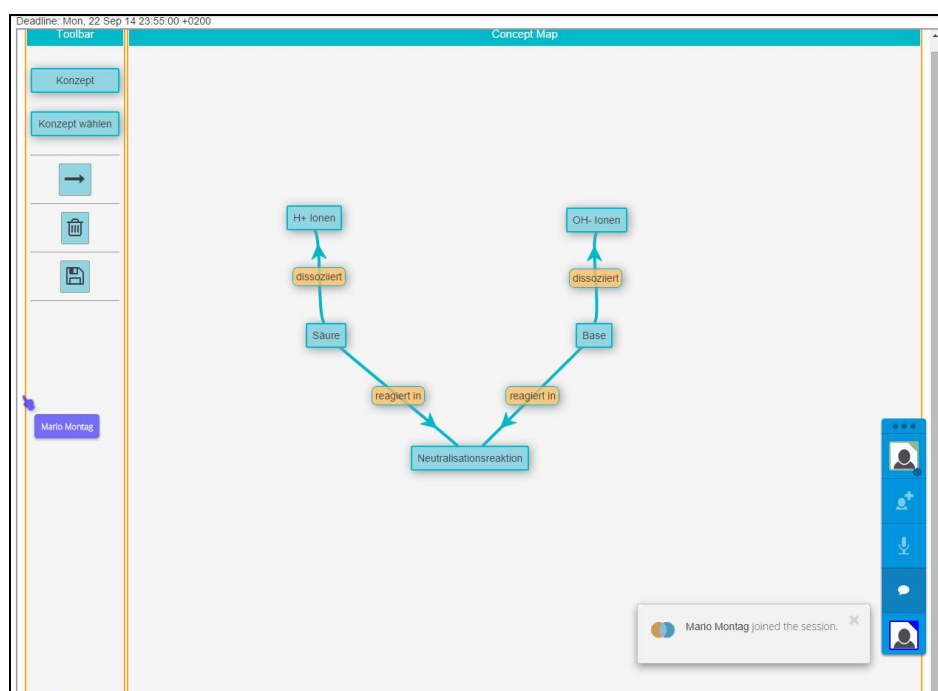 Deadline: Mon, 22 Sep 14 23:55:00 +0200
Toolbar
Concept Map
Konzept
Konzept wählen
H+ Ionen
OH- Ionen
dissoziiert
dissoziiert
Säure
Base
reagiert in
reagiert in
Mario Montag
Neutralisationsreaktion
Mario Montag joined the session.